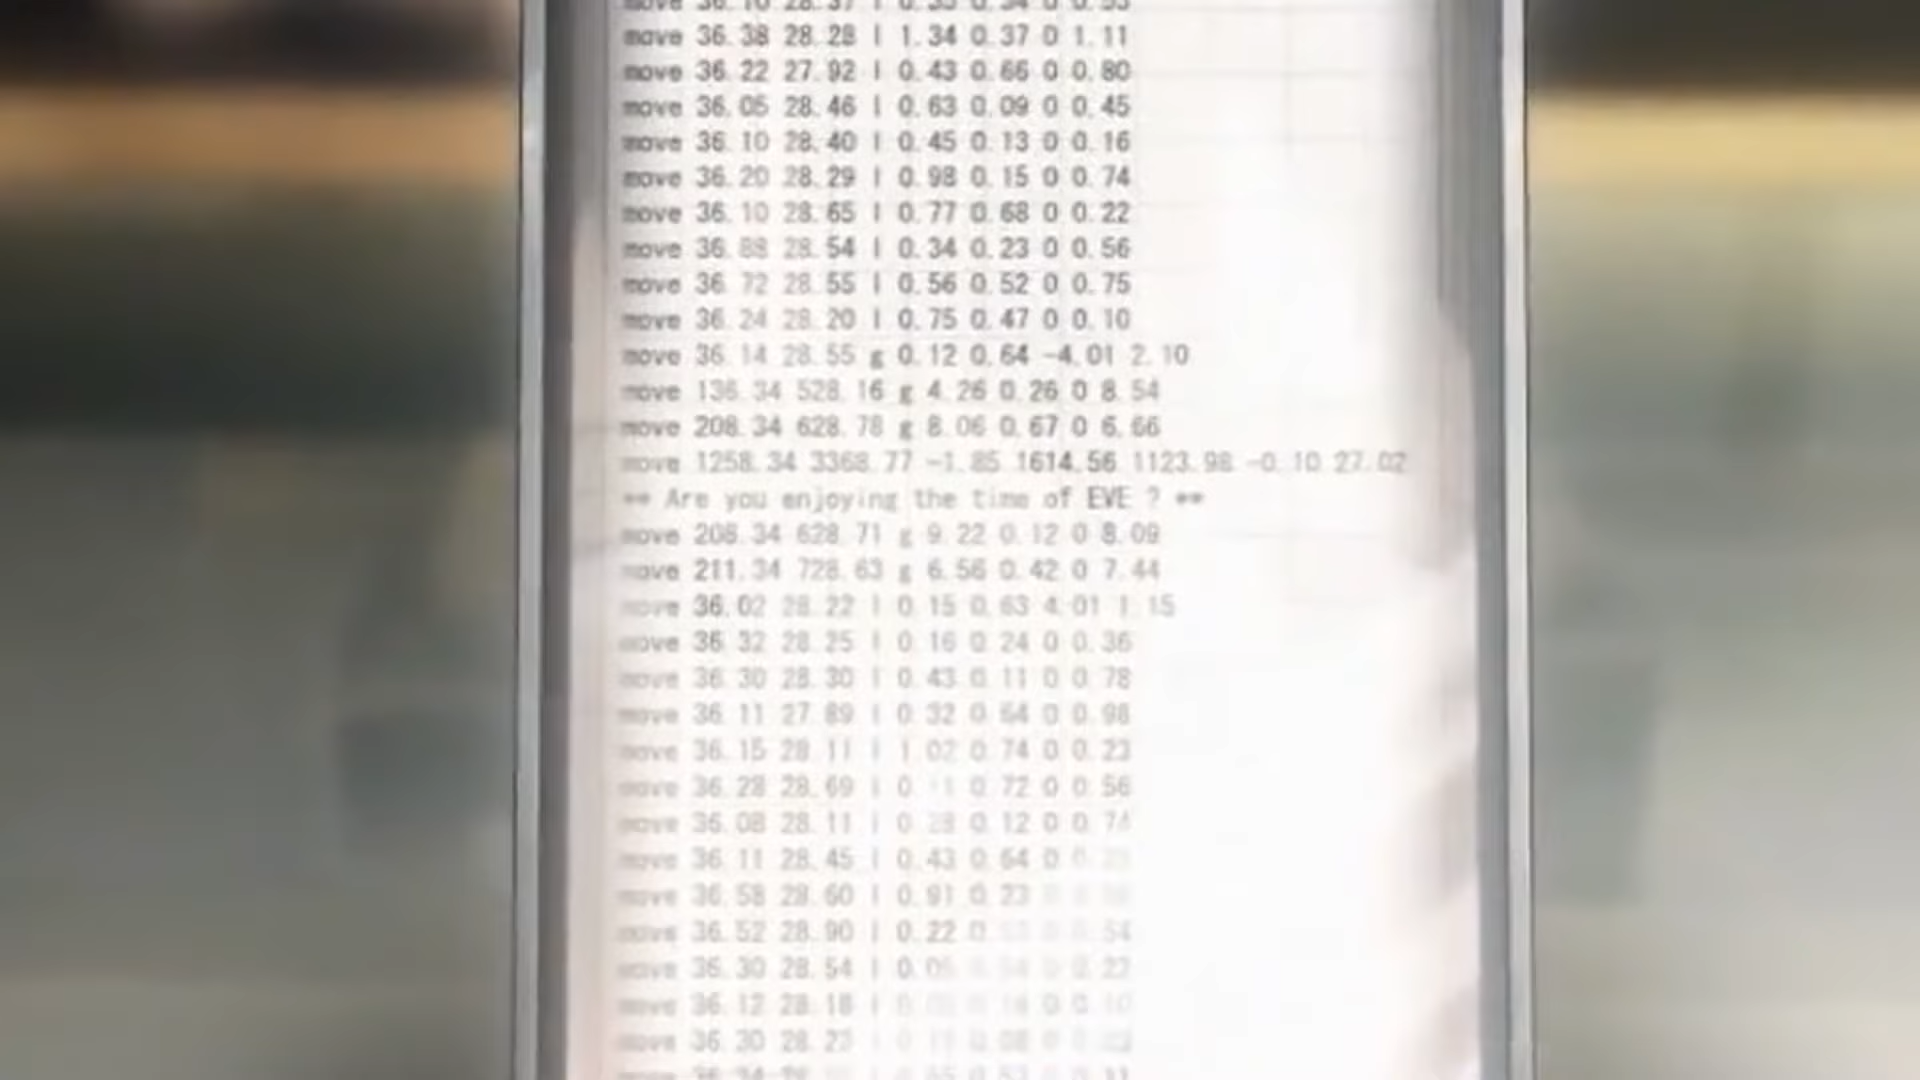 move 36.10 28.37 l 0.35 0.34 0 0.53
move 36.38 28.28 l 1.34 0.37 0 1.11
move 36.22 27.92 l 0.43 0.66 0 0.80
move 36.05 28.46 l 0.63 0.09 0 0.45
move 36.10 28.40 l 0.45 0.13 0 0.16
move 36.20 28.29 l 0.98 0.15 0 0.74
move 36.10 28.65 l 0.77 0.68 0 0.22
move 36.88 28.54 l 0.34 0.23 0 0.56
move 36.72 28.55 l 0.56 0.52 0 0.75
move 36.24 28.20 l 0.75 0.47 0 0.10
move 36.14 28.55 g 0.12 0.64 -4.01 2.10
move 136.34 528.16 g 4.26 0.26 0 8.54
move 208.34 628.78 g 8.06 0.67 0 6.66
move 1258.34 3368.77 -1.85 1614.56 1123.98 -0.10 27.02
** Are you enjoying the time of EVE ? **
move 208.34 628.71 g 9.22 0.12 0 8.09
move 211.34 728.63 g 6.56 0.42 0 7.44
move 36.02 28.22 l 0.15 0.63 4.01 1.15
move 36.32 28.25 l 0.16 0.24 0 0.36
move 36.30 28.30 l 0.43 0.11 0 0.78
move 36.11 27.89 l 0.32 0.64 0 0.98
move 36.15 28.11 l 1.02 0.74 0 0.23
move 36.28 28.69 l 0.72 0 0.56
move 36.08 28.11 l 0.12 0 0.74
move 36.11 28.45 l 0.43 0.64 0
move 36.58 28.60 l 0.91 0.23
move 36.52 28.90 l 0.22
move 36.30 28.54 l
move 36.12 28.18 l
move 36.30 28.23